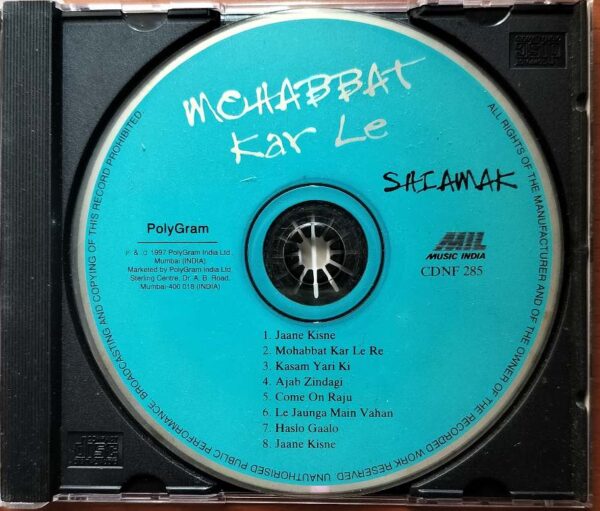 MOHABBAT
Kar Le
SHIAMAK
PolyGram
℗ & © 1997 PolyGram India Ltd.
Mumbai (INDIA)
Marketed by PolyGram India Ltd.
Sterling Centre, Dr. A. B. Road,
Mumbai-400 018 (INDIA)
MIL
MUSIC INDIA
CDNF 285
1. Jaane Kisne
2. Mohabbat Kar Le Re
3. Kasam Yari Ki
4. Ajab Zindagi
5. Come On Raju
6. Le Jaunga Main Vahan
7. Haslo Gaalo
8. Jaane Kisne
ALL RIGHTS OF THE MANUFACTURER AND OF THE OWNER OF THE RECORDED WORK RESERVED UNAUTHORISED PUBLIC PERFORMANCE BROADCASTING AND COPYING OF THIS RECORD PROHIBITED